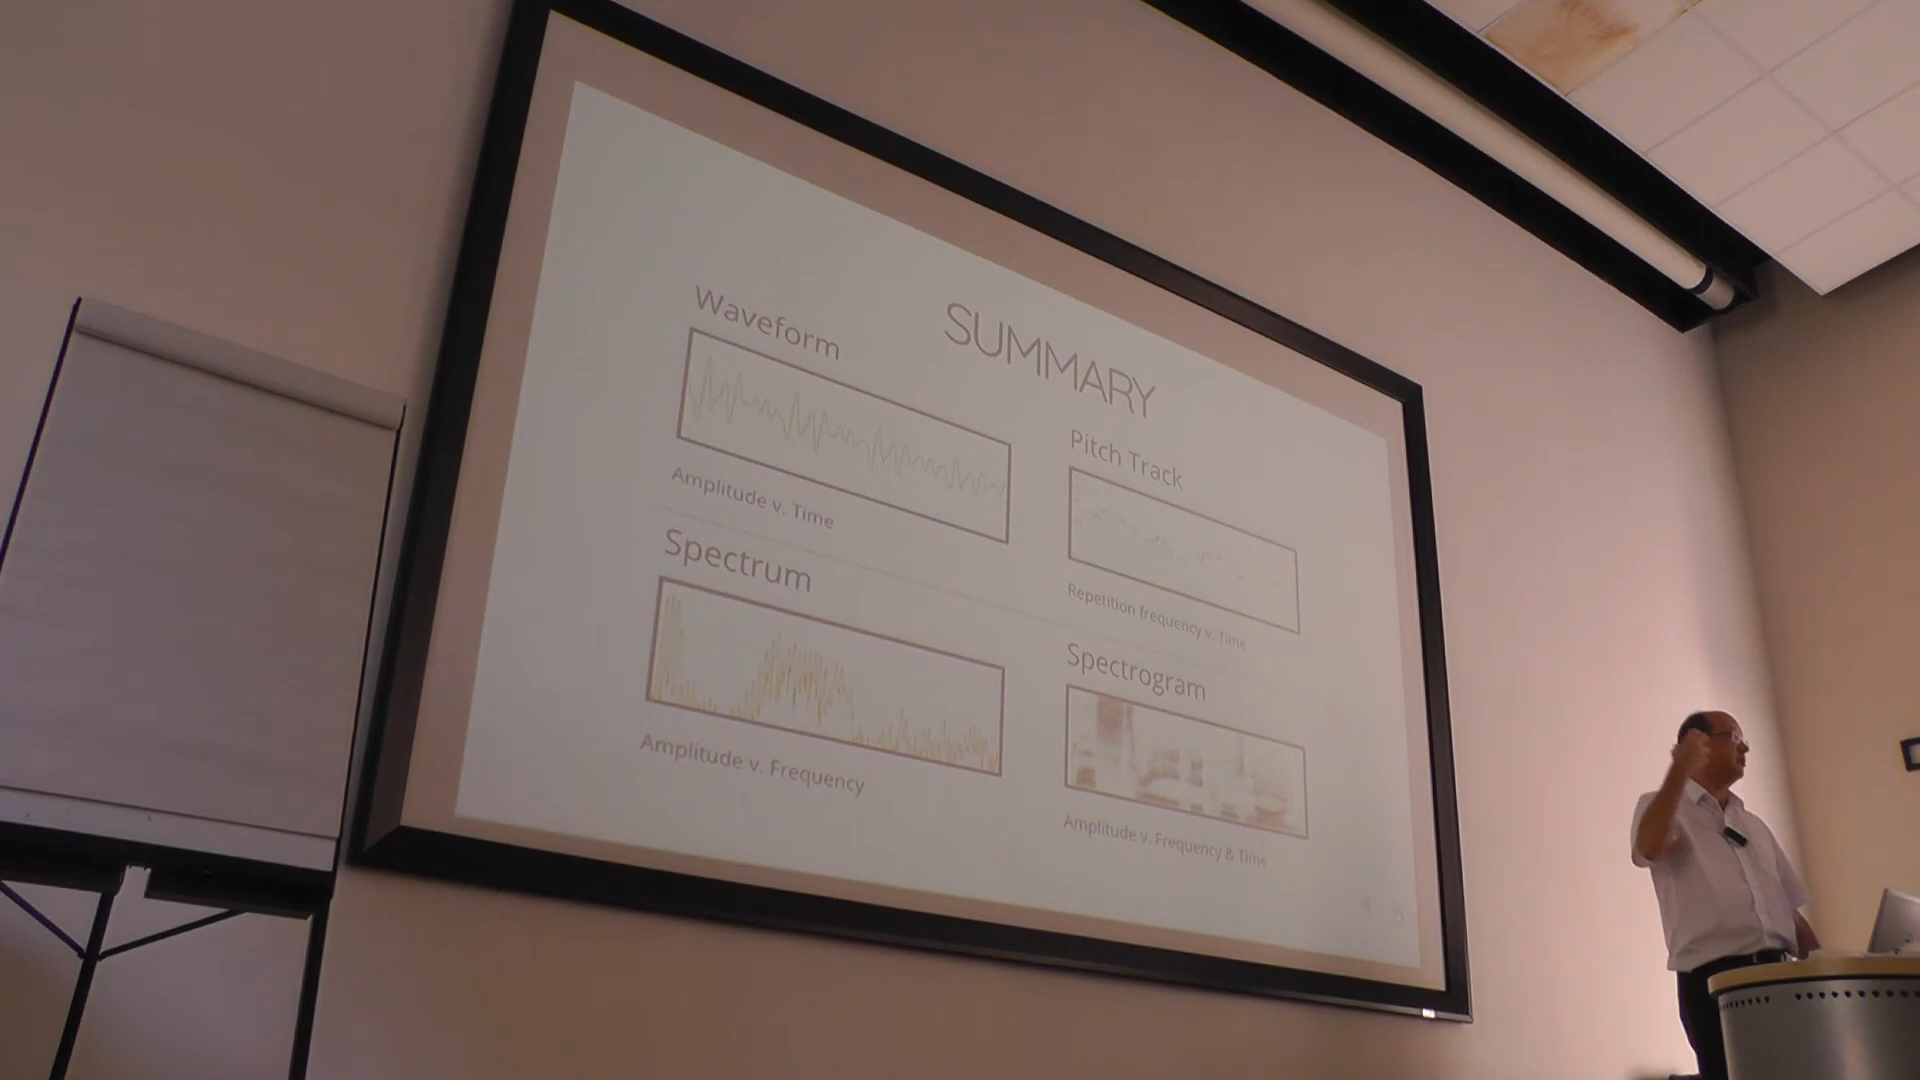 SUMMARY
Waveform
Amplitude v. Time
Pitch Track
Repetition frequency v. Time
Spectrum
Amplitude v. Frequency
Spectrogram
Amplitude v. Frequency & Time